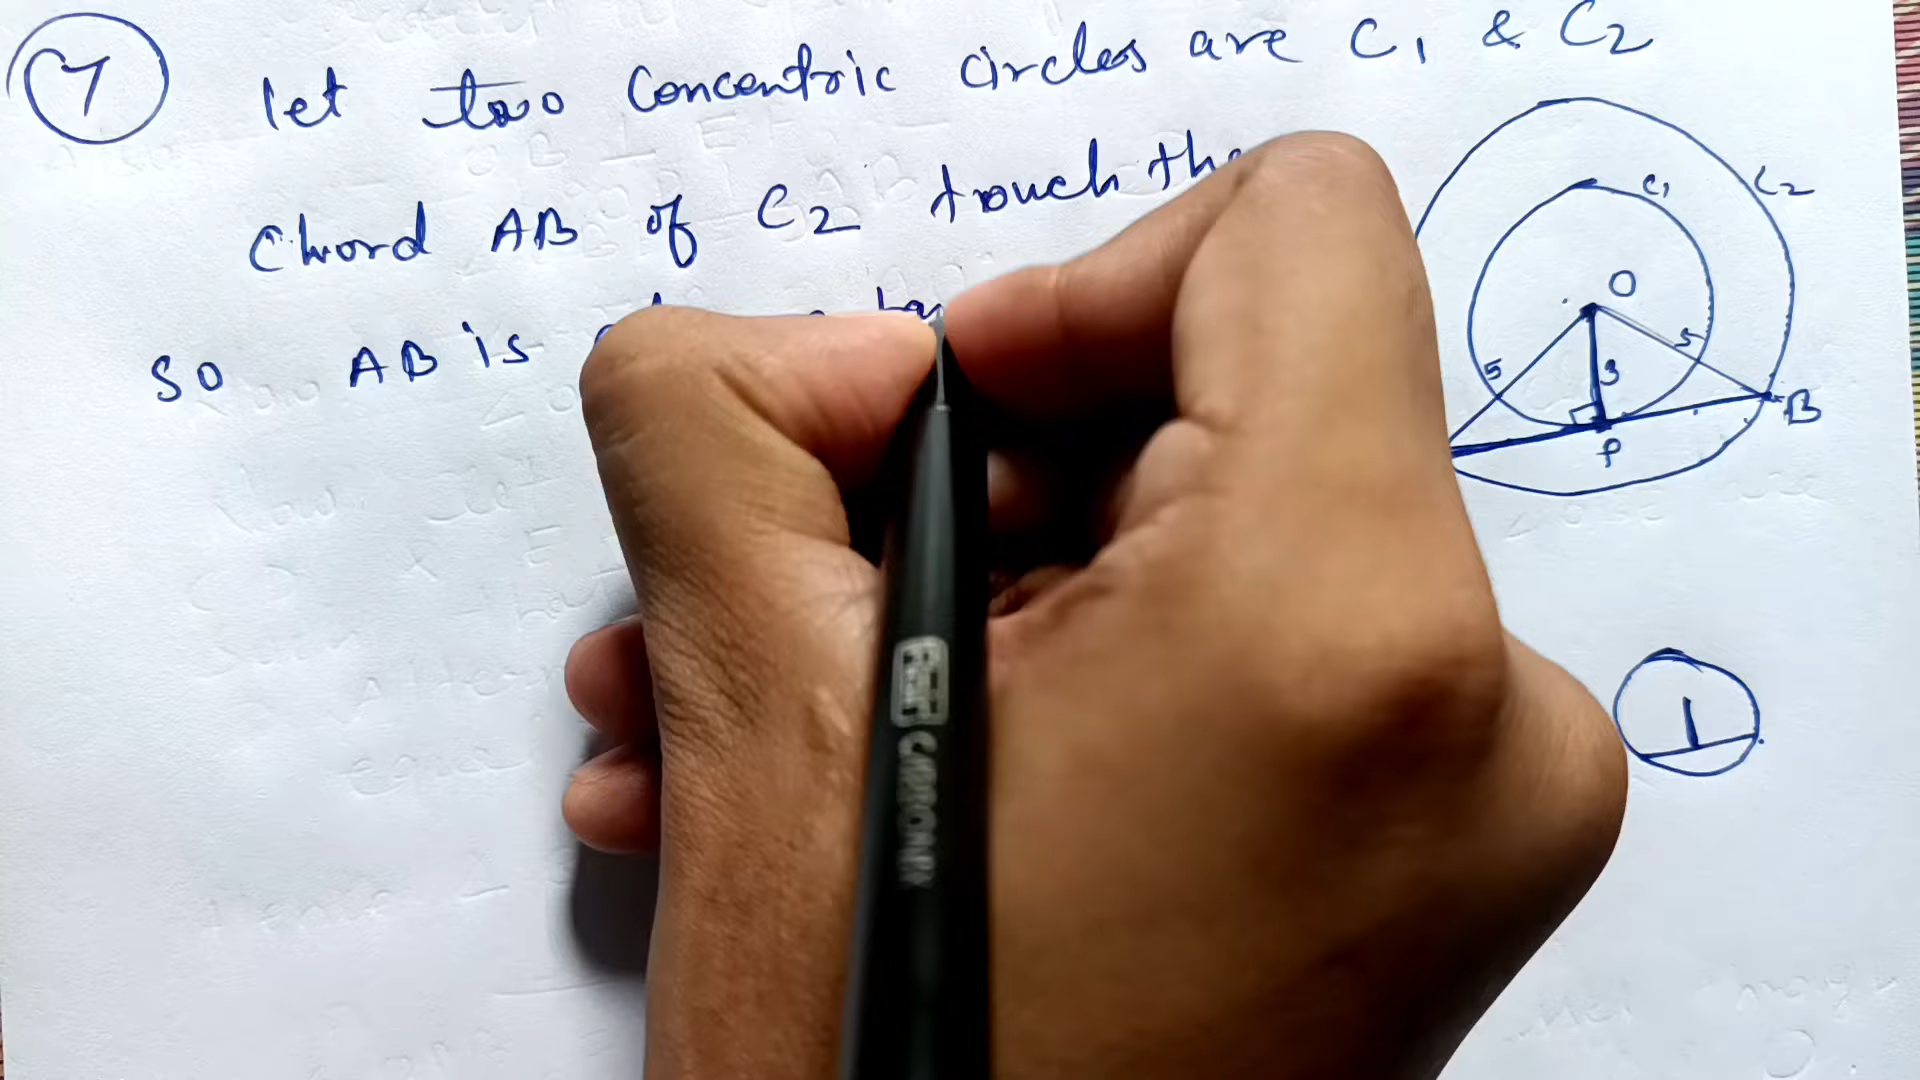 7
let two Concentric circles are C1 & C2
Chord AB of C2 touch the
so AB is
C1 C2
O
5 5
3
B
P